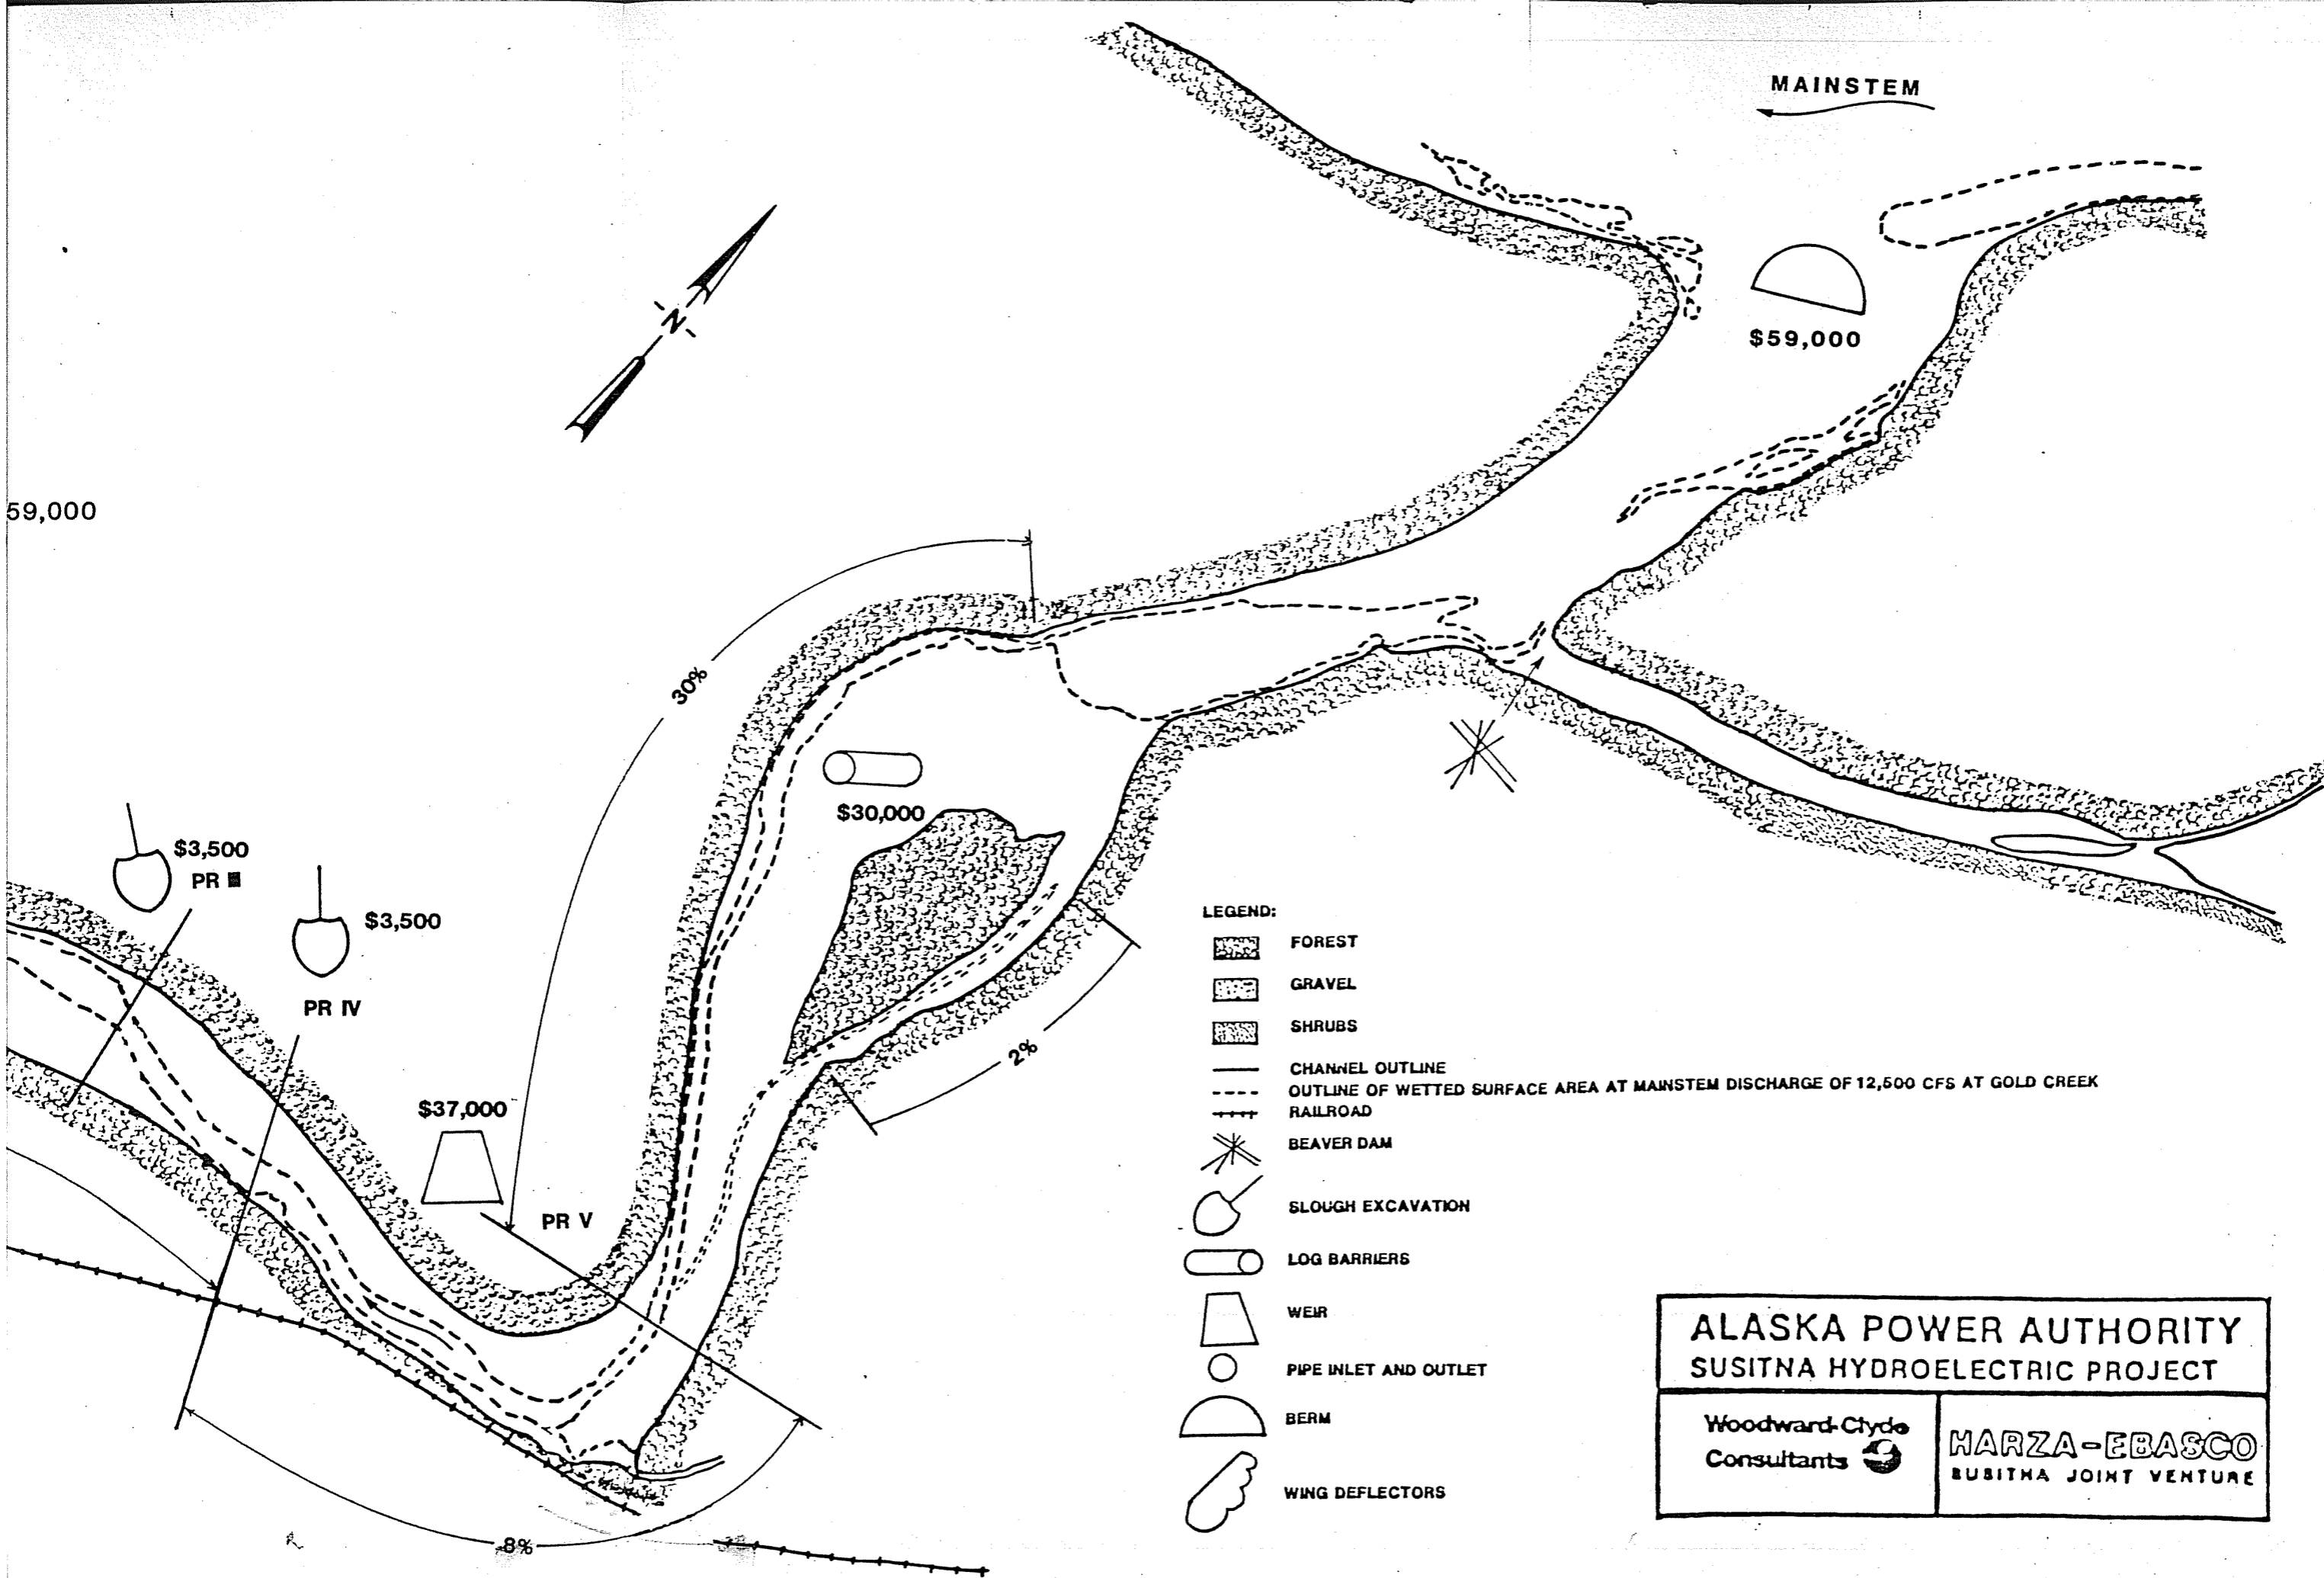 MAINSTEM
N
$59,000
59,000
30%
$30,000
$3,500
PR III
$3,500
PR IV
2%
$37,000
PR V
8%
LEGEND:
FOREST
GRAVEL
SHRUBS
CHANNEL OUTLINE
OUTLINE OF WETTED SURFACE AREA AT MAINSTEM DISCHARGE OF 12,500 CFS AT GOLD CREEK
RAILROAD
BEAVER DAM
SLOUGH EXCAVATION
LOG BARRIERS
WEIR
PIPE INLET AND OUTLET
BERM
WING DEFLECTORS
ALASKA POWER AUTHORITY
SUSITNA HYDROELECTRIC PROJECT
Woodward-Clyde
Consultants
HARZA-EBASCO
SUSITNA JOINT VENTURE